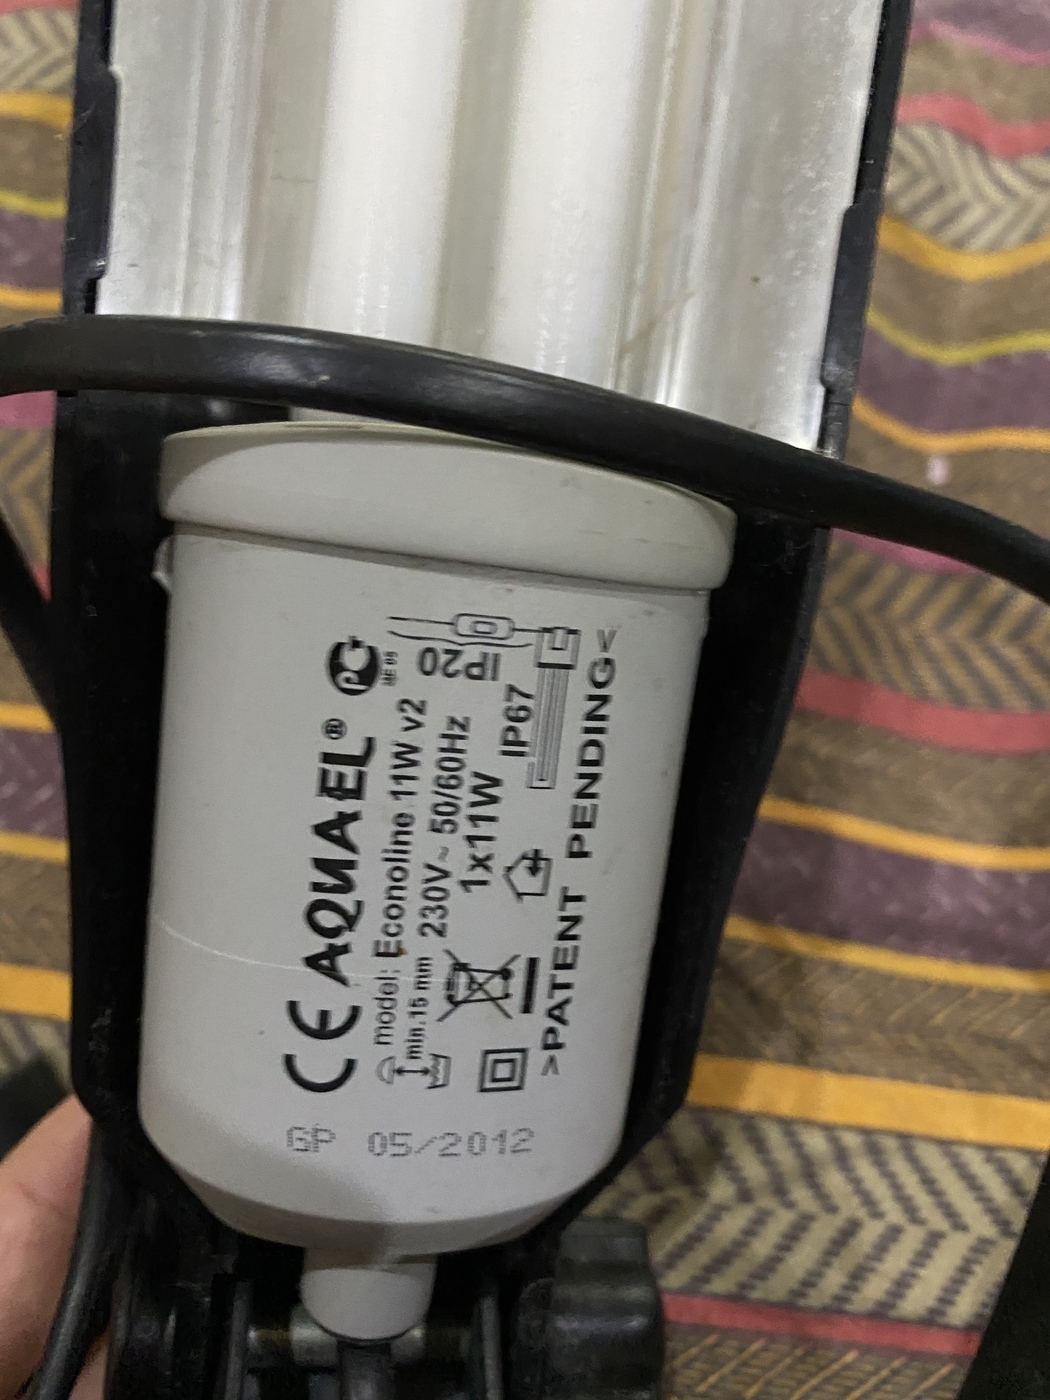 CE AQUAEL®
model: Econoline 11W v2
min.15 mm 230V~ 50/60Hz
1x11W
IP20
IP67
>PATENT PENDING<
GP 05/2012